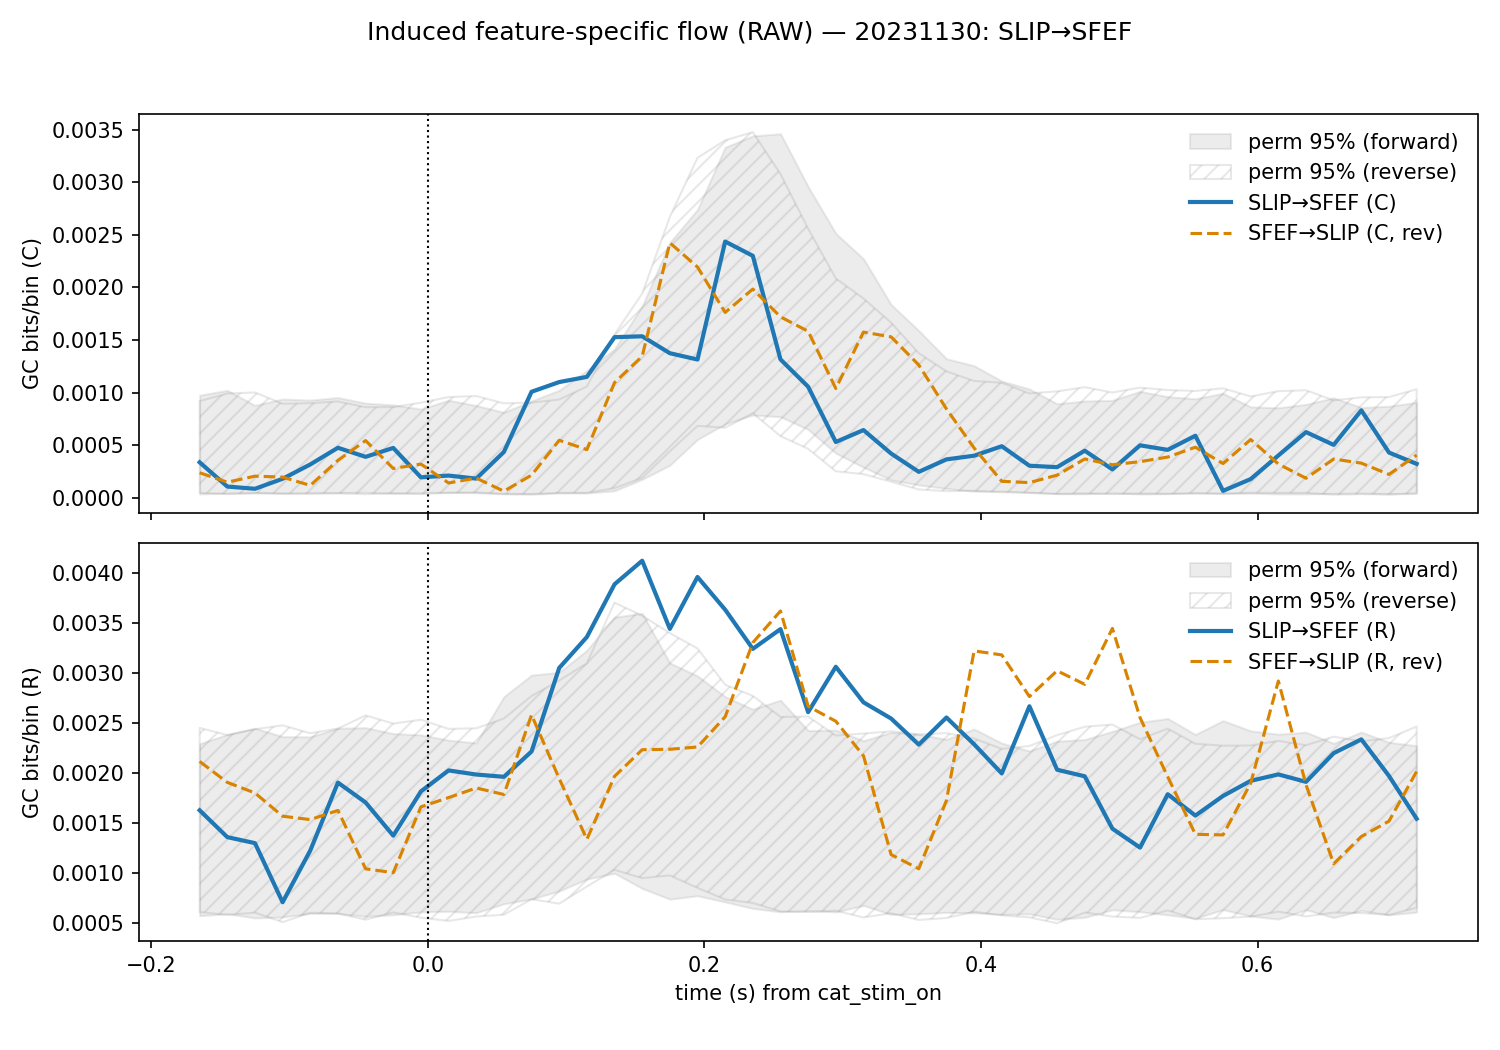 Induced feature-specific flow (RAW) — 20231130: SLIP→SFEF
GC bits/bin (C)
0.0035
0.0030
0.0025
0.0020
0.0015
0.0010
0.0005
0.0000
perm 95% (forward)
perm 95% (reverse)
SLIP→SFEF (C)
SFEF→SLIP (C, rev)
GC bits/bin (R)
0.0040
0.0035
0.0030
0.0025
0.0020
0.0015
0.0010
0.0005
perm 95% (forward)
perm 95% (reverse)
SLIP→SFEF (R)
SFEF→SLIP (R, rev)
−0.2 0.0 0.2 0.4 0.6
time (s) from cat_stim_on